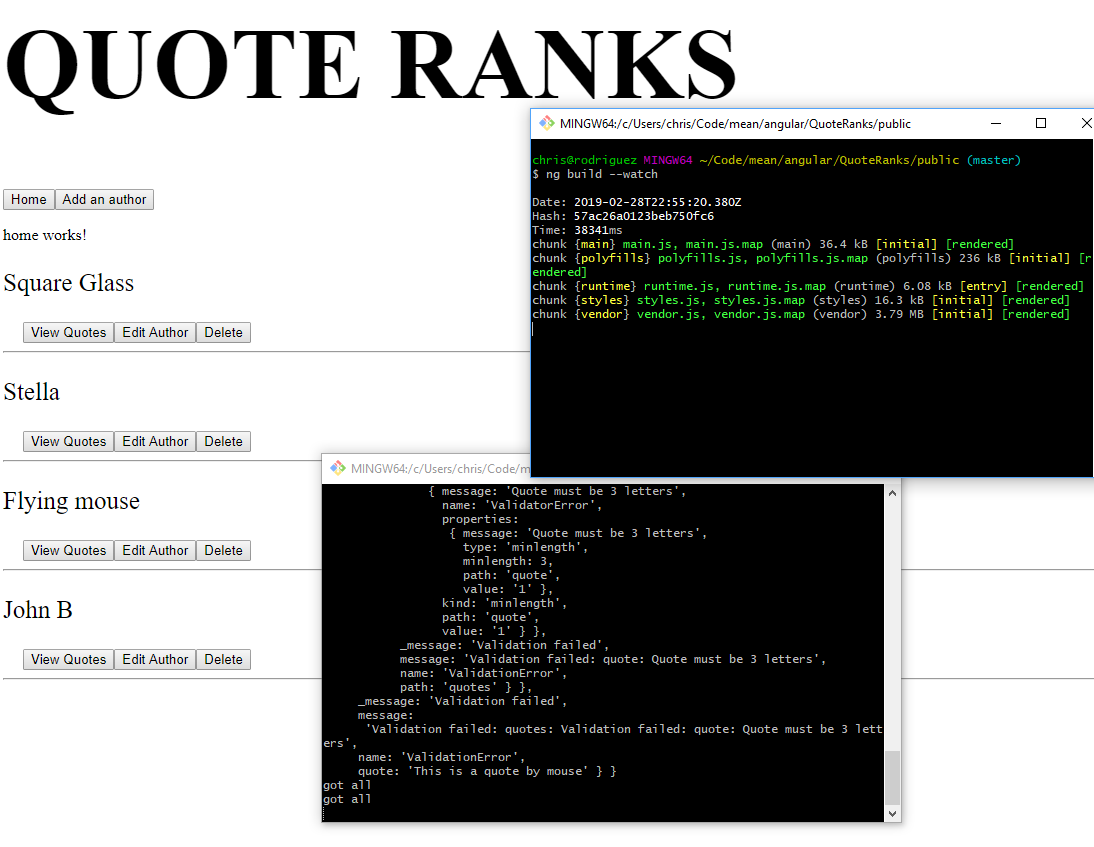 QUOTE RANKS
Home Add an author
home works!
Square Glass
View Quotes Edit Author Delete
Stella
View Quotes Edit Author Delete
Flying mouse
View Quotes Edit Author Delete
John B
View Quotes Edit Author Delete
MINGW64:/c/Users/chris/Code/mean/angular/QuoteRanks/public
chris@rodriguez MINGW64 ~/Code/mean/angular/QuoteRanks/public (master)
$ ng build --watch
Date: 2019-02-28T22:55:20.380Z
Hash: 57ac26a0123beb750fc6
Time: 38341ms
chunk {main} main.js, main.js.map (main) 36.4 kB [initial] [rendered]
chunk {polyfills} polyfills.js, polyfills.js.map (polyfills) 236 kB [initial] [r
endered]
chunk {runtime} runtime.js, runtime.js.map (runtime) 6.08 kB [entry] [rendered]
chunk {styles} styles.js, styles.js.map (styles) 16.3 kB [initial] [rendered]
chunk {vendor} vendor.js, vendor.js.map (vendor) 3.79 MB [initial] [rendered]
MINGW64:/c/Users/chris/Code/m
{ message: 'Quote must be 3 letters',
name: 'ValidatorError',
properties:
{ message: 'Quote must be 3 letters',
type: 'minlength',
minlength: 3,
path: 'quote',
value: '1' },
kind: 'minlength',
path: 'quote',
value: '1' } },
_message: 'Validation failed',
message: 'Validation failed: quote: Quote must be 3 letters',
name: 'ValidationError',
path: 'quotes' } },
_message: 'Validation failed',
message:
'Validation failed: quotes: Validation failed: quote: Quote must be 3 lett
ers',
name: 'ValidationError',
quote: 'This is a quote by mouse' } }
got all
got all